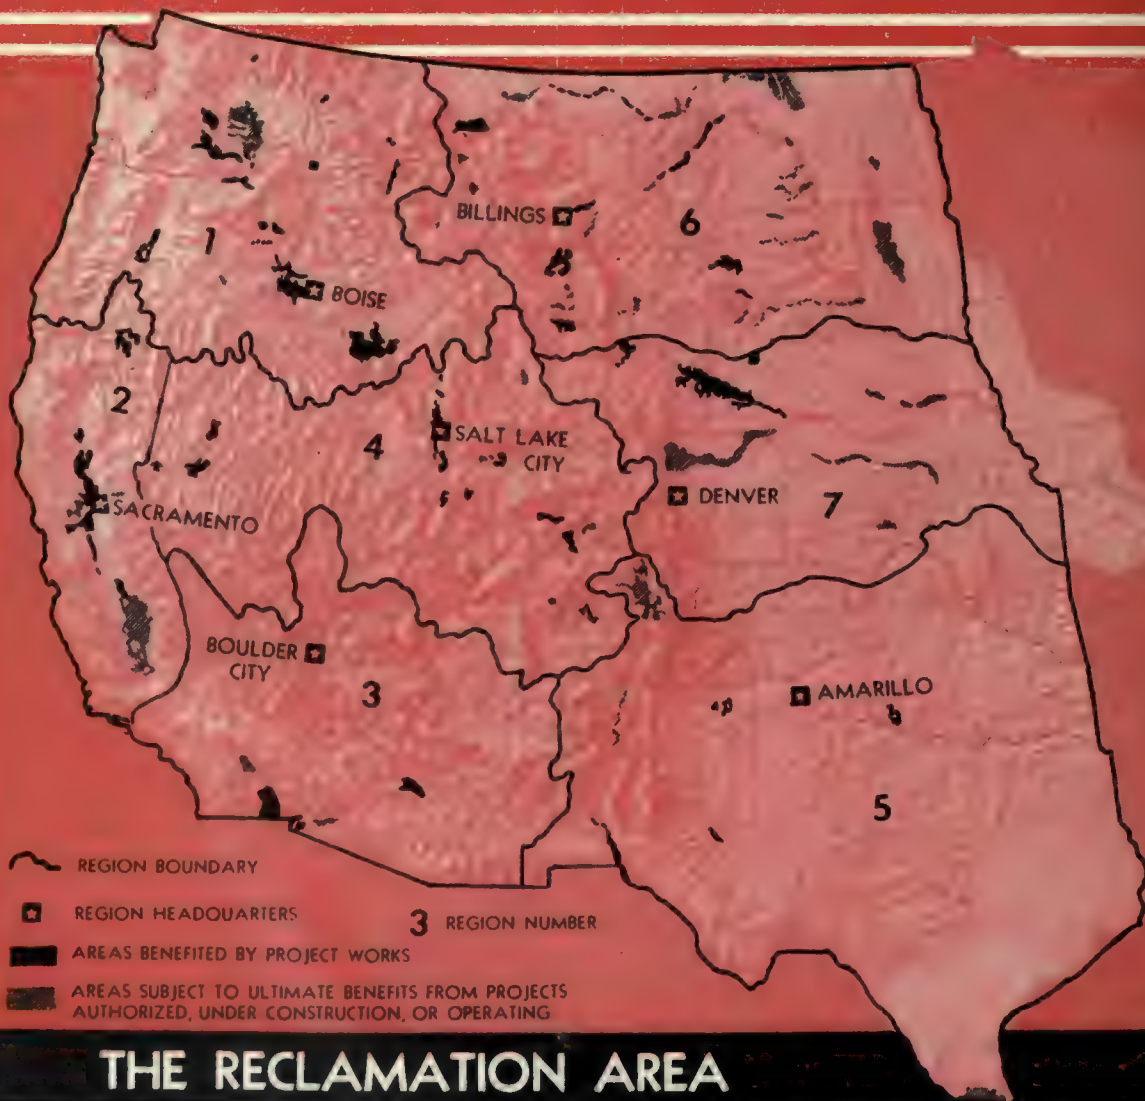 BILLINGS
6
1
BOISE
2
4
SALT LAKE
CITY
SACRAMENTO
DENVER
7
BOULDER
CITY
3
AMARILLO
5
REGION BOUNDARY
REGION HEADQUARTERS
3 REGION NUMBER
AREAS BENEFITED BY PROJECT WORKS
AREAS SUBJECT TO ULTIMATE BENEFITS FROM PROJECTS
AUTHORIZED, UNDER CONSTRUCTION, OR OPERATING
THE RECLAMATION AREA